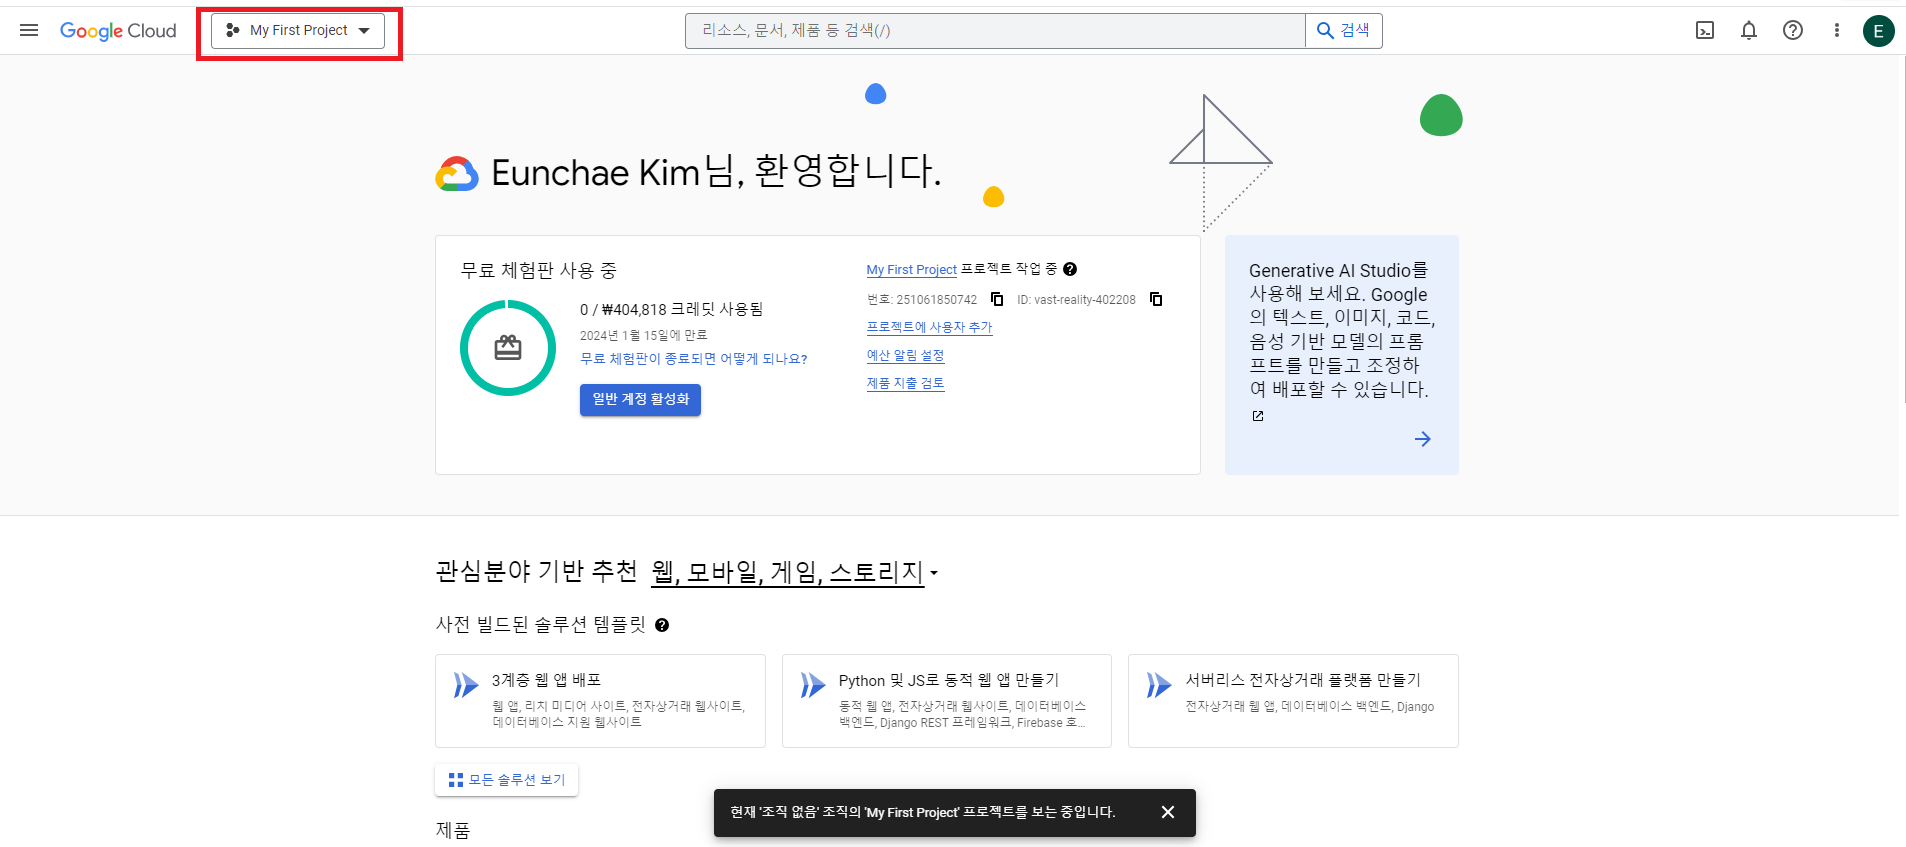 Google Cloud
My First Project
리소스, 문서, 제품 등 검색(/)
검색
E
Eunchae Kim님, 환영합니다.
무료 체험판 사용 중
0 / ₩404,818 크레딧 사용됨
2024년 1월 15일에 만료
무료 체험판이 종료되면 어떻게 되나요?
일반 계정 활성화
My First Project 프로젝트 작업 중
번호: 251061850742 ID: vast-reality-402208
프로젝트에 사용자 추가
예산 알림 설정
제품 지출 검토
Generative AI Studio를
사용해 보세요. Google
의 텍스트, 이미지, 코드,
음성 기반 모델의 프롬
프트를 만들고 조정하
여 배포할 수 있습니다.
관심분야 기반 추천 웹, 모바일, 게임, 스토리지
사전 빌드된 솔루션 템플릿
3계층 웹 앱 배포
웹 앱, 리치 미디어 사이트, 전자상거래 웹사이트,
데이터베이스 지원 웹사이트
Python 및 JS로 동적 웹 앱 만들기
동적 웹 앱, 전자상거래 웹사이트, 데이터베이스
백엔드, Django REST 프레임워크, Firebase 호...
서버리스 전자상거래 플랫폼 만들기
전자상거래 웹 앱, 데이터베이스 백엔드, Django
모든 솔루션 보기
현재 '조직 없음' 조직의 'My First Project' 프로젝트를 보는 중입니다.
제품